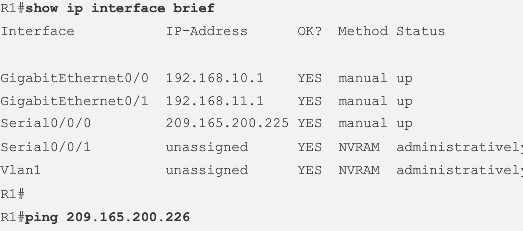 R1#show ip interface brief
Interface IP-Address OK? Method Status
GigabitEthernet0/0 192.168.10.1 YES manual up
GigabitEthernet0/1 192.168.11.1 YES manual up
Serial0/0/0 209.165.200.225 YES manual up
Serial0/0/1 unassigned YES NVRAM administratively
Vlan1 unassigned YES NVRAM administratively
R1#
R1#ping 209.165.200.226